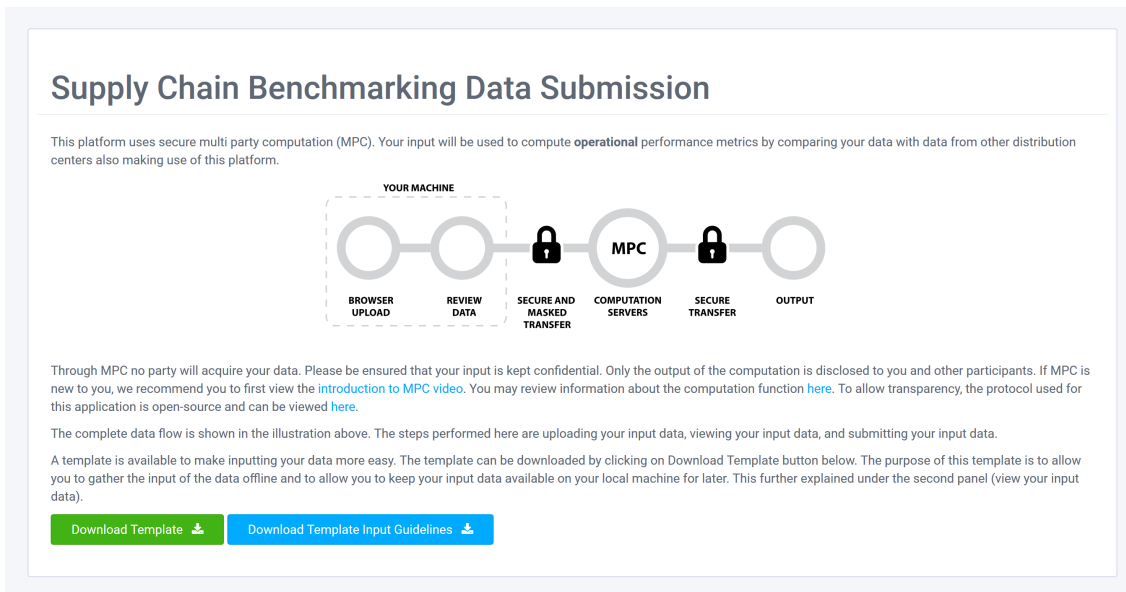 Supply Chain Benchmarking Data Submission
This platform uses secure multi party computation (MPC). Your input will be used to compute operational performance metrics by comparing your data with data from other distribution
centers also making use of this platform.
YOUR MACHINE
MPC
BROWSER UPLOAD
REVIEW DATA
SECURE AND MASKED TRANSFER
COMPUTATION SERVERS
SECURE TRANSFER
OUTPUT
Through MPC no party will acquire your data. Please be ensured that your input is kept confidential. Only the output of the computation is disclosed to you and other participants. If MPC is
new to you, we recommend you to first view the introduction to MPC video. You may review information about the computation function here. To allow transparency, the protocol used for
this application is open-source and can be viewed here.
The complete data flow is shown in the illustration above. The steps performed here are uploading your input data, viewing your input data, and submitting your input data.
A template is available to make inputting your data more easy. The template can be downloaded by clicking on Download Template button below. The purpose of this template is to allow
you to gather the input of the data offline and to allow you to keep your input data available on your local machine for later. This further explained under the second panel (view your input
data).
Download Template
Download Template Input Guidelines